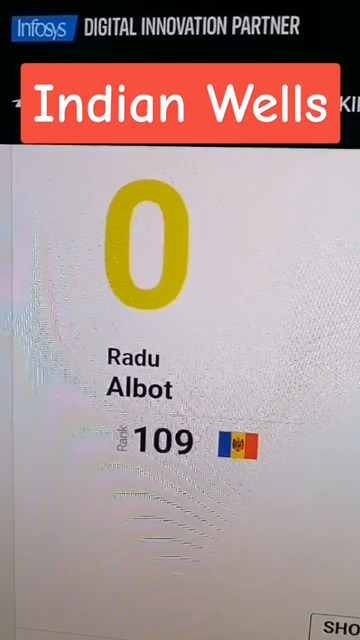 Infosys DIGITAL INNOVATION PARTNER
Indian Wells
0
Radu
Albot
Rank 109